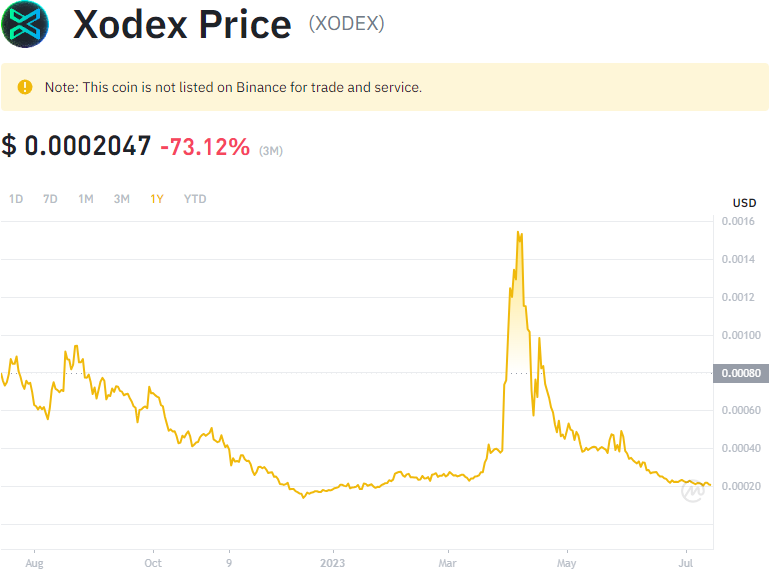 Xodex Price (XODEX)
Note: This coin is not listed on Binance for trade and service.
$ 0.0002047 -73.12% (3M)
1D 7D 1M 3M 1Y YTD
USD
0.0016
0.0014
0.0012
0.00100
0.00080
0.00060
0.00040
0.00020
Aug Oct 9 2023 Mar May Jul